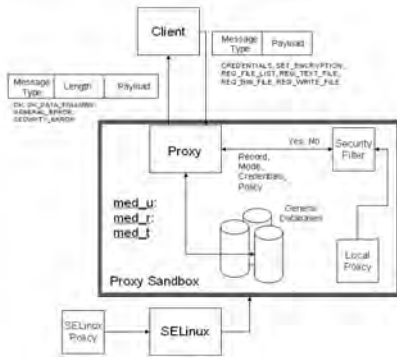 Client
Message
Type
Payload
CREDENTIALS, SET_ENCRYPTION,
REQ_FILE_LIST, REQ_TEXT_FILE,
REQ_BIN_FILE, REQ_WRITE_FILE
Message
Type
Length
Payload
OK, OK_DATA_FOLLOWS
GENERAL_ERROR,
SECURITY_ERROR
Proxy
Yes, No
Security
Filter
Record,
Mode,
Credentials,
Policy
med_u:
med_r:
med_t
General
Databases
Local
Policy
Proxy Sandbox
SELinux
Policy
SELinux